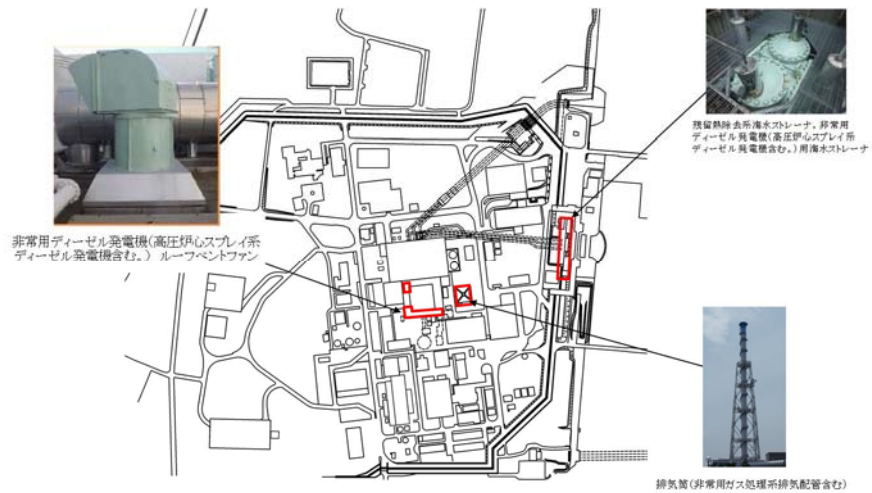 残留熱除去系海水ストレーナ,非常用
ディーゼル発電機(高圧炉心スプレイ系
ディーゼル発電機含む。)用海水ストレーナ
非常用ディーゼル発電機(高圧炉心スプレイ系
ディーゼル発電機含む。) ルーフベントファン
排気筒(非常用ガス処理系排気配管含む)